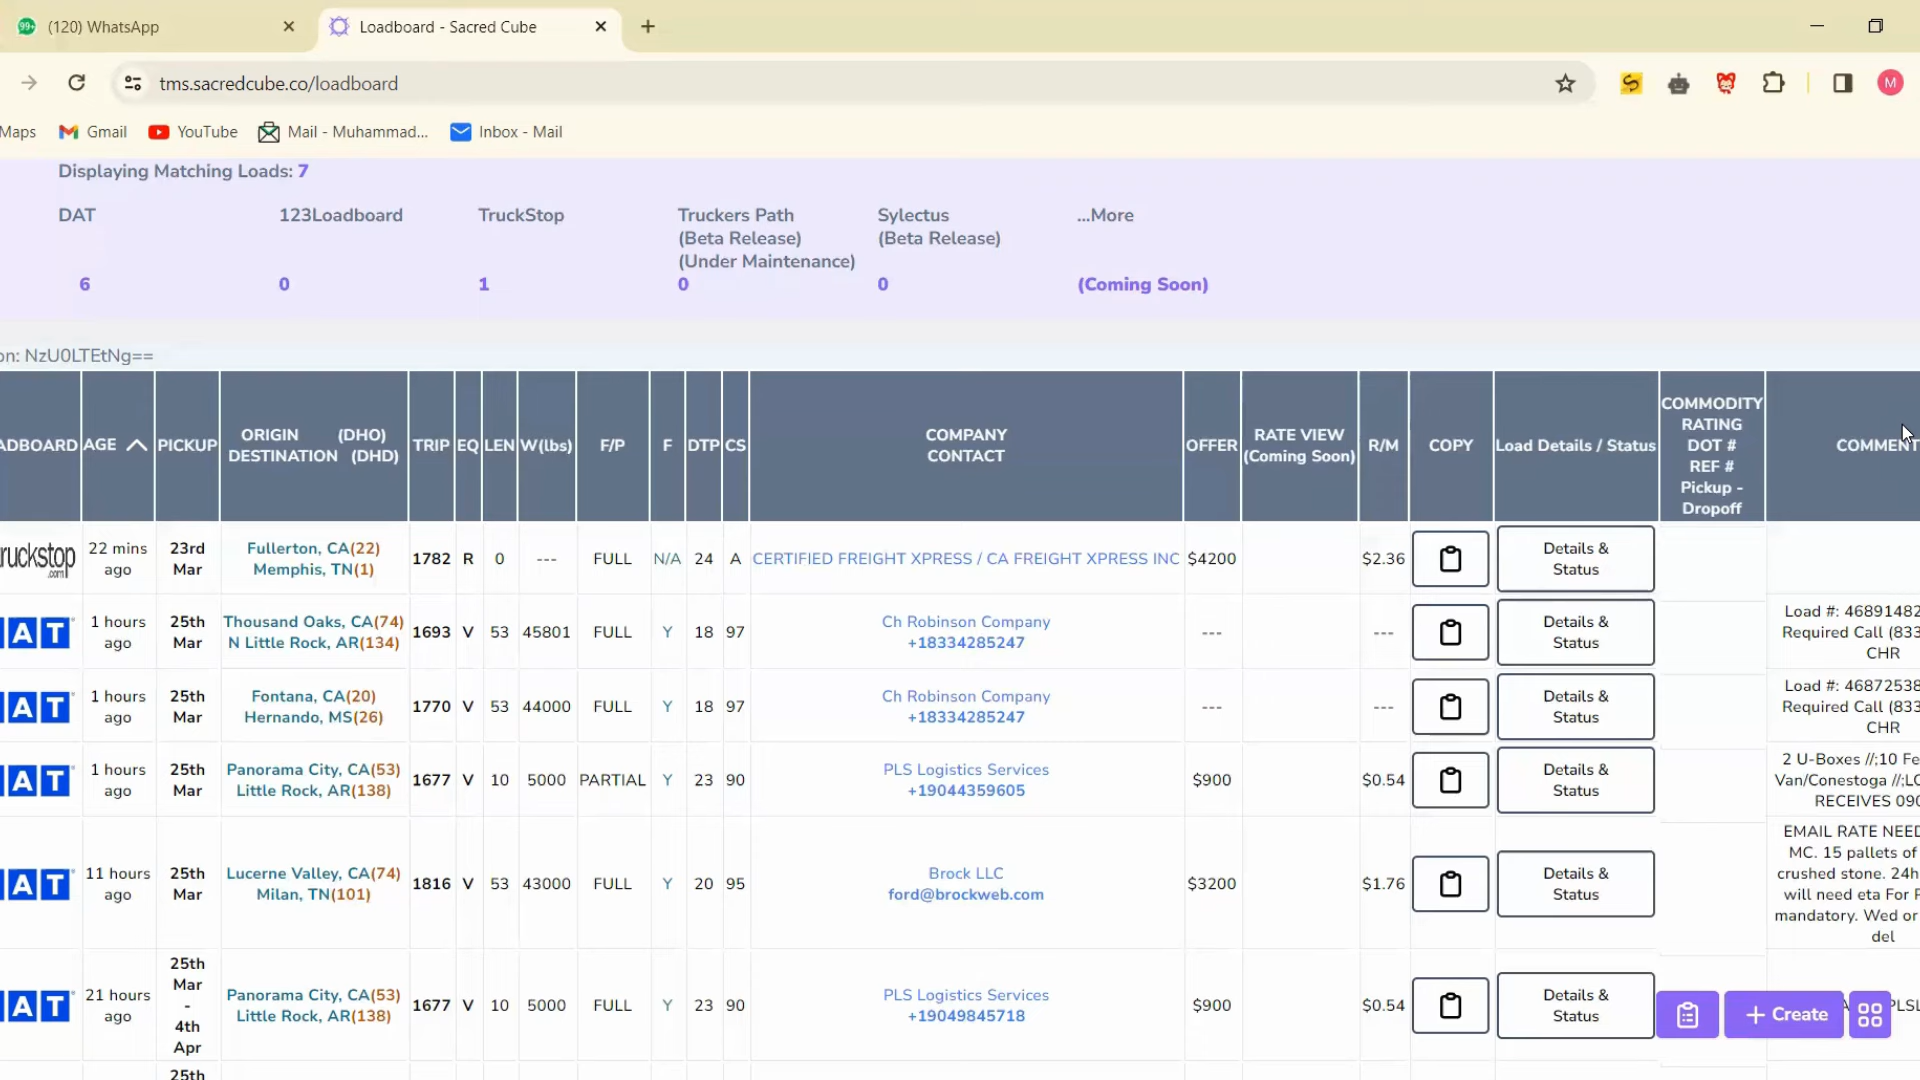 99+ (120) WhatsApp
Loadboard - Sacred Cube
tms.sacredcube.co/loadboard
M
Maps
Gmail
YouTube
Mail - Muhammad...
Inbox - Mail
Displaying Matching Loads: 7
DAT
123Loadboard
TruckStop
Truckers Path
(Beta Release)
(Under Maintenance)
Sylectus
(Beta Release)
...More
6
0
1
0
0
(Coming Soon)
on: NzU0LTEtNg==
ADBOARD
AGE
PICKUP
ORIGIN (DHO)
DESTINATION (DHD)
TRIP
EQ
LEN
W(lbs)
F/P
F
DTP
CS
COMPANY
CONTACT
OFFER
RATE VIEW
(Coming Soon)
R/M
COPY
Load Details / Status
COMMODITY
RATING
DOT #
REF #
Pickup -
Dropoff
COMMENT
ruckstop
.com
22 mins
ago
23rd
Mar
Fullerton, CA(22)
Memphis, TN(1)
1782
R
0
---
FULL
N/A
24
A
CERTIFIED FREIGHT XPRESS / CA FREIGHT XPRESS INC
$4200
$2.36
Details &
Status
AT
1 hours
ago
25th
Mar
Thousand Oaks, CA(74)
N Little Rock, AR(134)
1693
V
53
45801
FULL
Y
18
97
Ch Robinson Company
+18334285247
---
---
Details &
Status
Load #: 46891482
Required Call (833
CHR
AT
1 hours
ago
25th
Mar
Fontana, CA(20)
Hernando, MS(26)
1770
V
53
44000
FULL
Y
18
97
Ch Robinson Company
+18334285247
---
---
Details &
Status
Load #: 46872538
Required Call (833
CHR
AT
1 hours
ago
25th
Mar
Panorama City, CA(53)
Little Rock, AR(138)
1677
V
10
5000
PARTIAL
Y
23
90
PLS Logistics Services
+19044359605
$900
$0.54
Details &
Status
2 U-Boxes //;10 Fe
Van/Conestoga //;LO
RECEIVES 090
AT
11 hours
ago
25th
Mar
Lucerne Valley, CA(74)
Milan, TN(101)
1816
V
53
43000
FULL
Y
20
95
Brock LLC
ford@brockweb.com
$3200
$1.76
Details &
Status
EMAIL RATE NEED
MC. 15 pallets of
crushed stone. 24h
will need eta For P
mandatory. Wed or
del
AT
21 hours
ago
25th
Mar
-
4th
Apr
Panorama City, CA(53)
Little Rock, AR(138)
1677
V
10
5000
FULL
Y
23
90
PLS Logistics Services
+19049845718
$900
$0.54
Details &
Status
+ Create
PLSL
25th